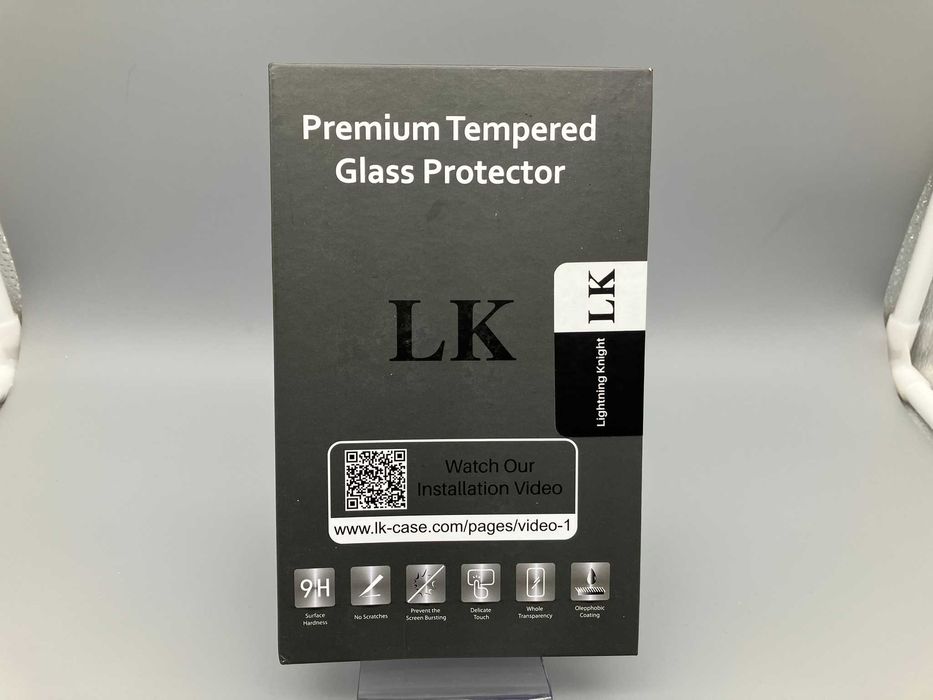 Premium Tempered
Glass Protector
LK
LK
Lightning Knight
Watch Our
Installation Video
www.lk-case.com/pages/video-1
9H
Surface
Hardness
No Scratches
Prevent the
Screen Bursting
Delicate
Touch
Whole
Transparency
Olepphobic
Coating